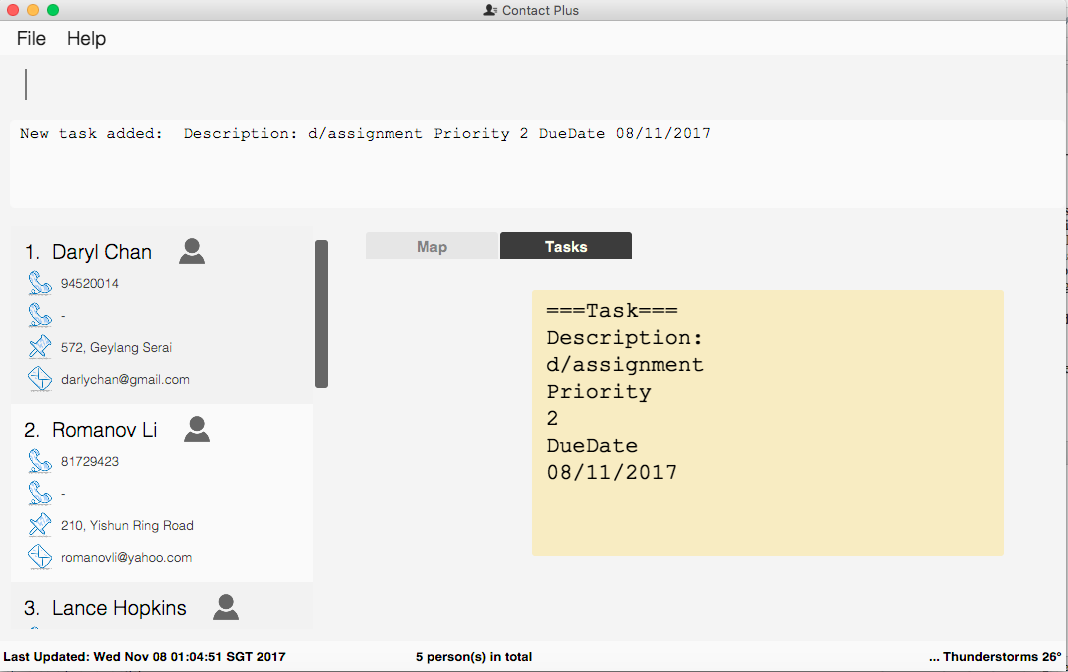 Contact Plus
File Help
New task added:  Description: d/assignment Priority 2 DueDate 08/11/2017
1. Daryl Chan
94520014
-
572, Geylang Serai
darlychan@gmail.com
2. Romanov Li
81729423
-
210, Yishun Ring Road
romanovli@yahoo.com
3. Lance Hopkins
Map Tasks
===Task===
Description:
d/assignment
Priority
2
DueDate
08/11/2017
Last Updated: Wed Nov 08 01:04:51 SGT 2017 5 person(s) in total ... Thunderstorms 26°